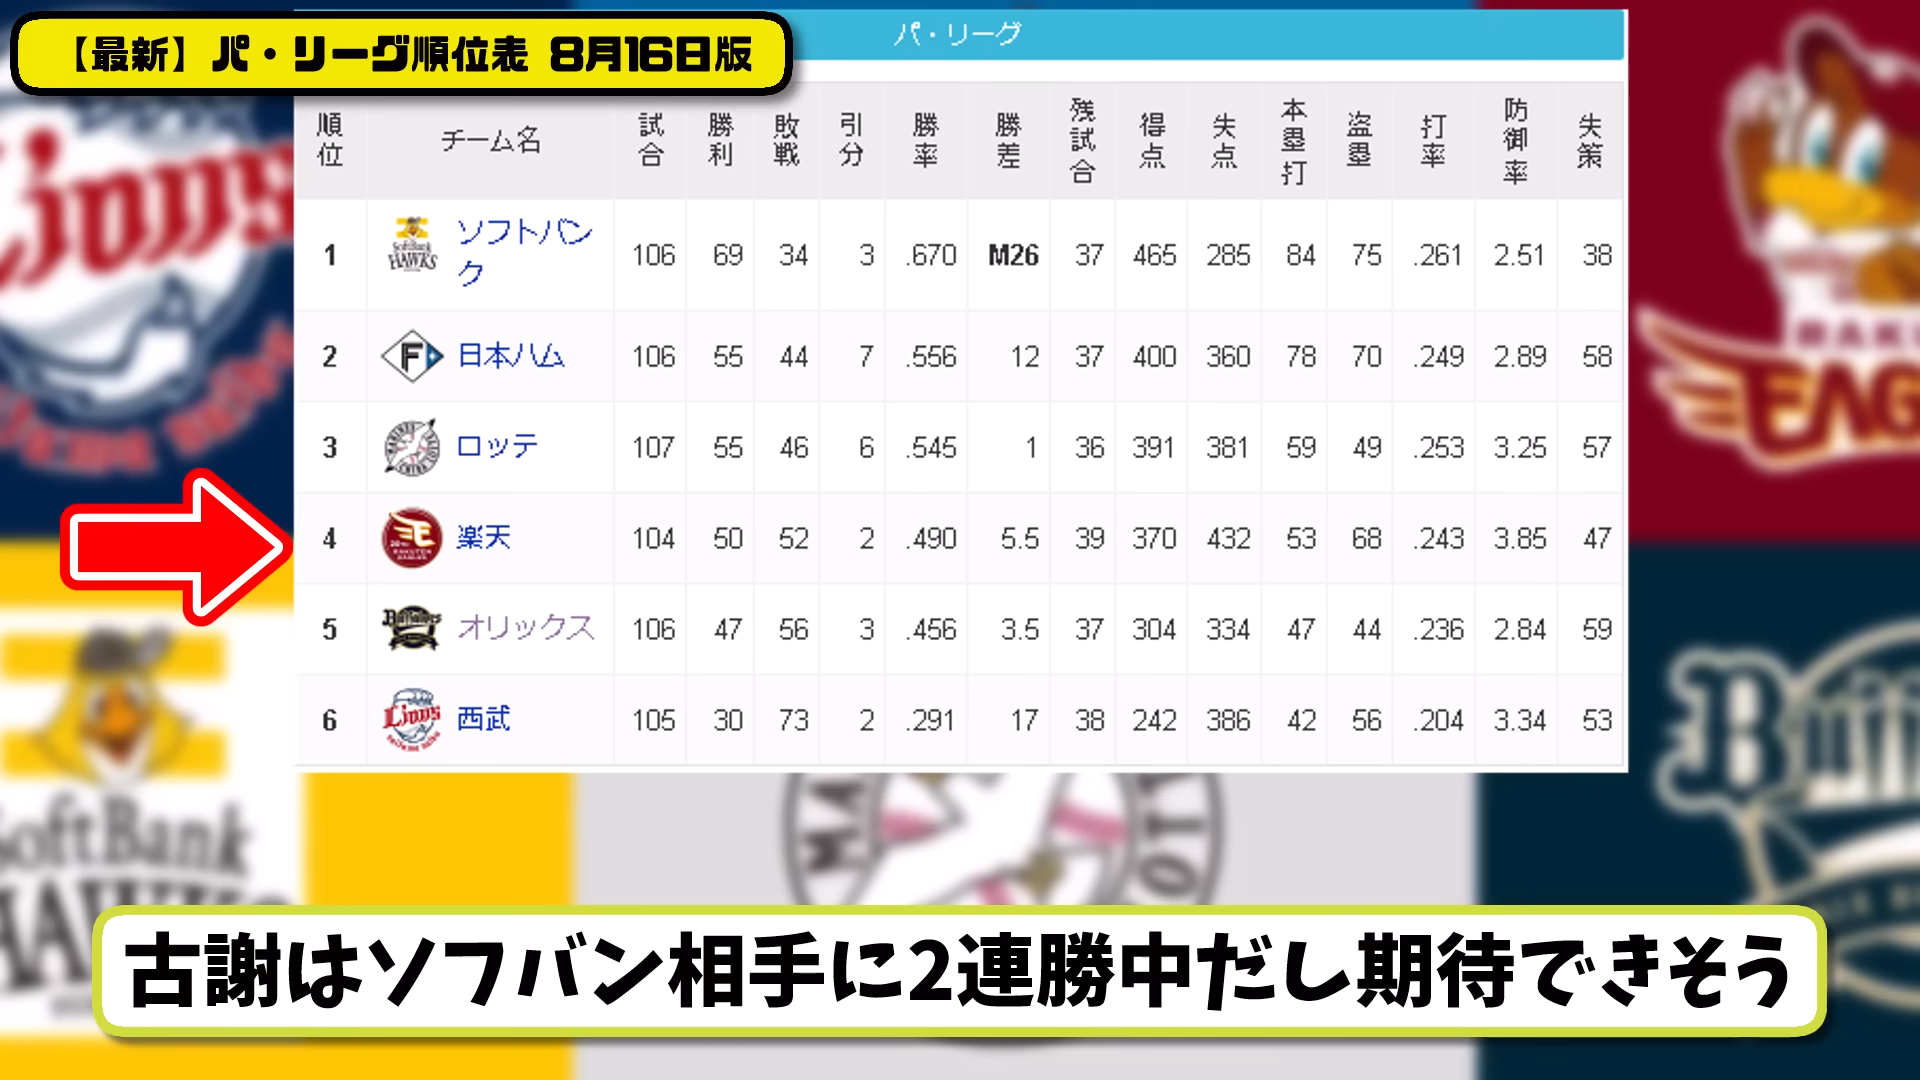 【最新】パ・リーグ順位表 8月16日版
パ・リーグ
順位 チーム名 試合 勝利 敗戦 引分 勝率 勝差 残試合 得点 失点 本塁打 盗塁 打率 防御率 失策
1 ソフトバンク 106 69 34 3 .670 M26 37 465 285 84 75 .261 2.51 38
2 日本ハム 106 55 44 7 .556 12 37 400 360 78 70 .249 2.89 58
3 ロッテ 107 55 46 6 .545 1 36 391 381 59 49 .253 3.25 57
4 楽天 104 50 52 2 .490 5.5 39 370 432 53 68 .243 3.85 47
5 オリックス 106 47 56 3 .456 3.5 37 304 334 47 44 .236 2.84 59
6 西武 105 30 73 2 .291 17 38 242 386 42 56 .204 3.34 53
Lions
SoftBank
HAWKS
古謝はソフバン相手に2連勝中だし期待できそう